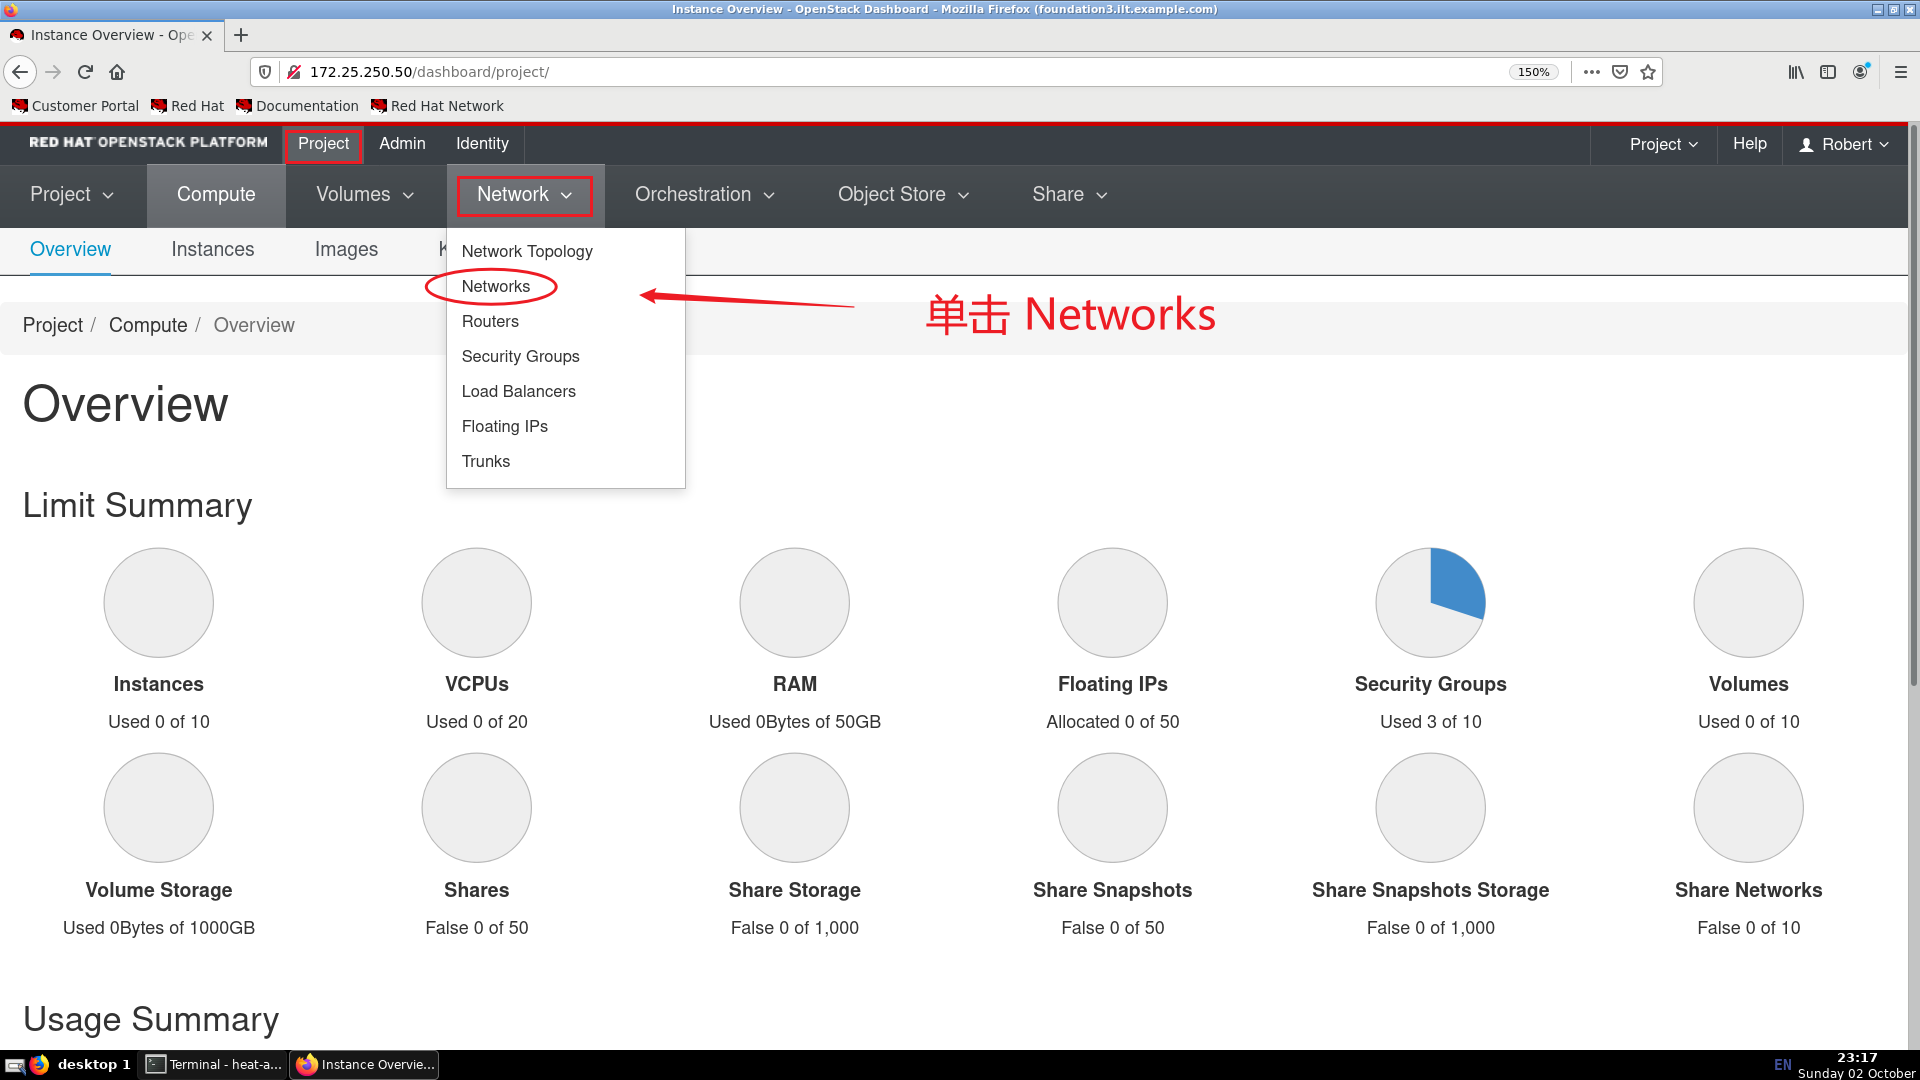 Instance Overview - OpenStack Dashboard - Mozilla Firefox (foundation3.ilt.example.com)
Instance Overview - Ope
172.25.250.50/dashboard/project/
150%
Customer Portal Red Hat Documentation Red Hat Network
RED HAT OPENSTACK PLATFORM Project Admin Identity Project Help Robert
Project Compute Volumes Network Orchestration Object Store Share
Overview Instances Images K
Network Topology
Networks
Routers
Security Groups
Load Balancers
Floating IPs
Trunks
单击 Networks
Project / Compute / Overview
Overview
Limit Summary
Instances VCPUs RAM Floating IPs Security Groups Volumes
Used 0 of 10 Used 0 of 20 Used 0Bytes of 50GB Allocated 0 of 50 Used 3 of 10 Used 0 of 10
Volume Storage Shares Share Storage Share Snapshots Share Snapshots Storage Share Networks
Used 0Bytes of 1000GB False 0 of 50 False 0 of 1,000 False 0 of 50 False 0 of 1,000 False 0 of 10
Usage Summary
desktop 1 Terminal - heat-a... Instance Overvie... EN 23:17
Sunday 02 October